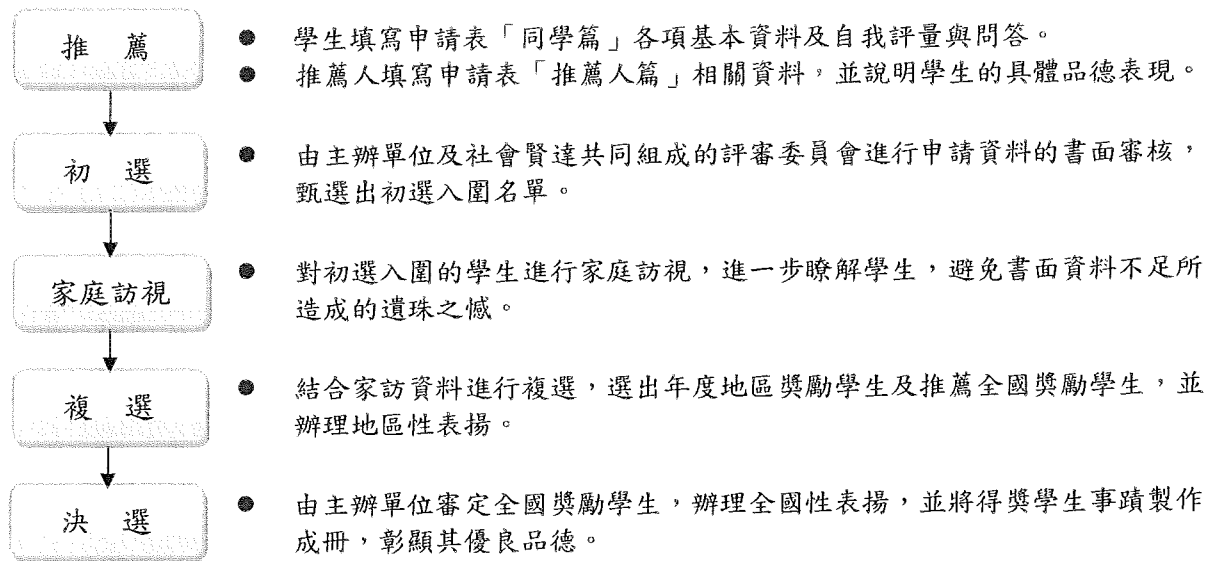 推 薦
● 學生填寫申請表「同學篇」各項基本資料及自我評量與問答。
● 推薦人填寫申請表「推薦人篇」相關資料，並說明學生的具體品德表現。
初 選
● 由主辦單位及社會賢達共同組成的評審委員會進行申請資料的書面審核，
甄選出初選入圍名單。
家庭訪視
● 對初選入圍的學生進行家庭訪視，進一步瞭解學生，避免書面資料不足所
造成的遺珠之憾。
複 選
● 結合家訪資料進行複選，選出年度地區獎勵學生及推薦全國獎勵學生，並
辦理地區性表揚。
決 選
● 由主辦單位審定全國獎勵學生，辦理全國性表揚，並將得獎學生事蹟製作
成冊，彰顯其優良品德。